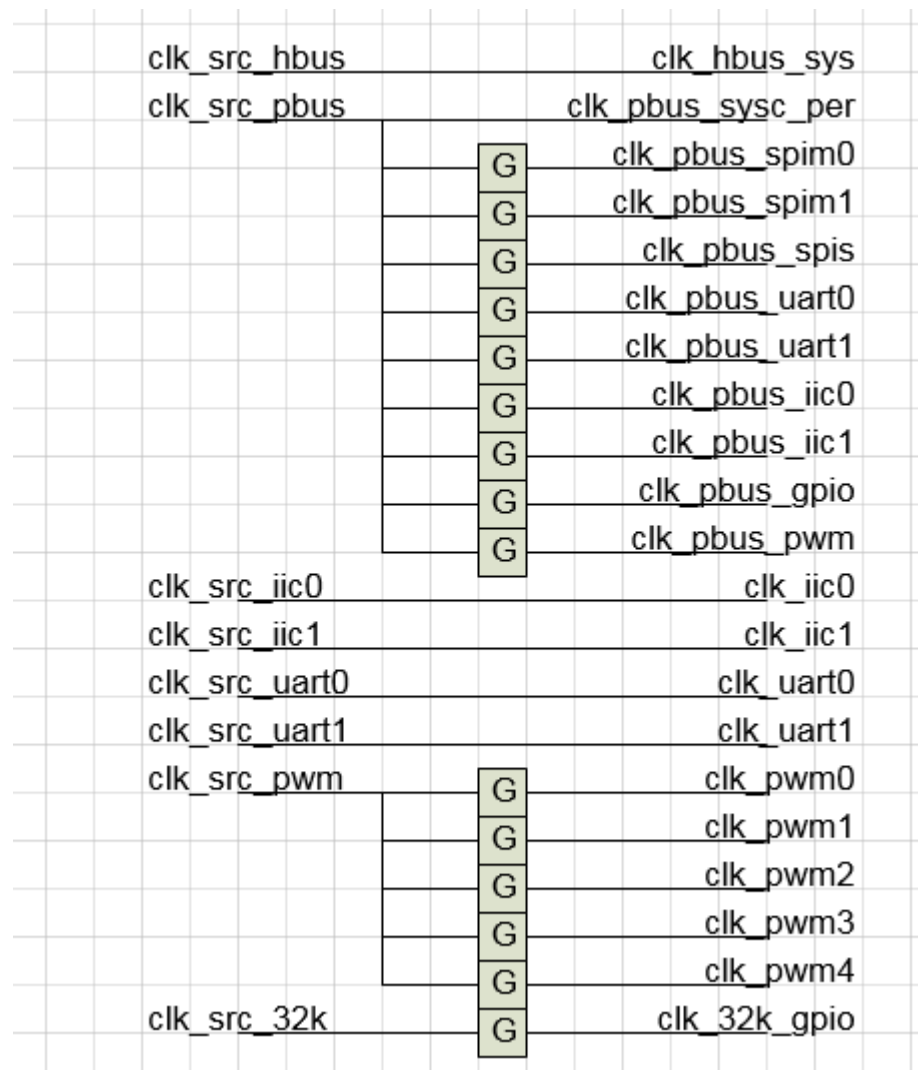 clk_src_hbus clk_hbus_sys
clk_src_pbus clk_pbus_sysc_per
G clk_pbus_spim0
G clk_pbus_spim1
G clk_pbus_spis
G clk_pbus_uart0
G clk_pbus_uart1
G clk_pbus_iic0
G clk_pbus_iic1
G clk_pbus_gpio
G clk_pbus_pwm
clk_src_iic0 clk_iic0
clk_src_iic1 clk_iic1
clk_src_uart0 clk_uart0
clk_src_uart1 clk_uart1
clk_src_pwm G clk_pwm0
G clk_pwm1
G clk_pwm2
G clk_pwm3
G clk_pwm4
clk_src_32k G clk_32k_gpio